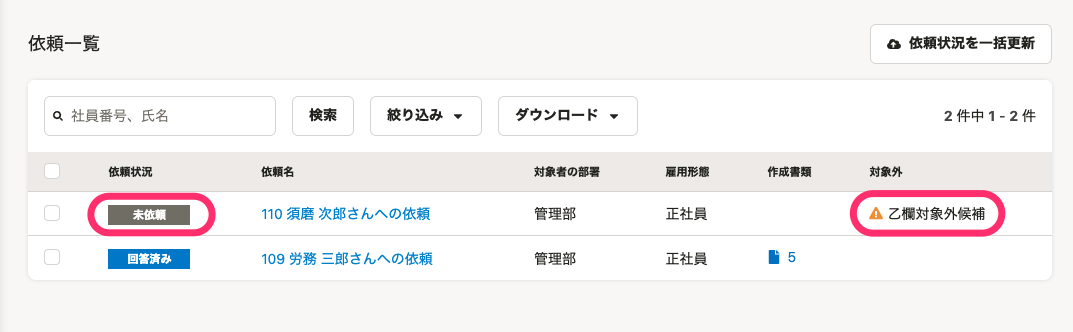 依頼一覧
依頼状況を一括更新
社員番号、氏名
検索
絞り込み
ダウンロード
2 件中 1 - 2 件
依頼状況 依頼名 対象者の部署 雇用形態 作成書類 対象外
未依頼 110 須磨 次郎さんへの依頼 管理部 正社員 乙欄対象外候補
回答済み 109 労務 三郎さんへの依頼 管理部 正社員 5